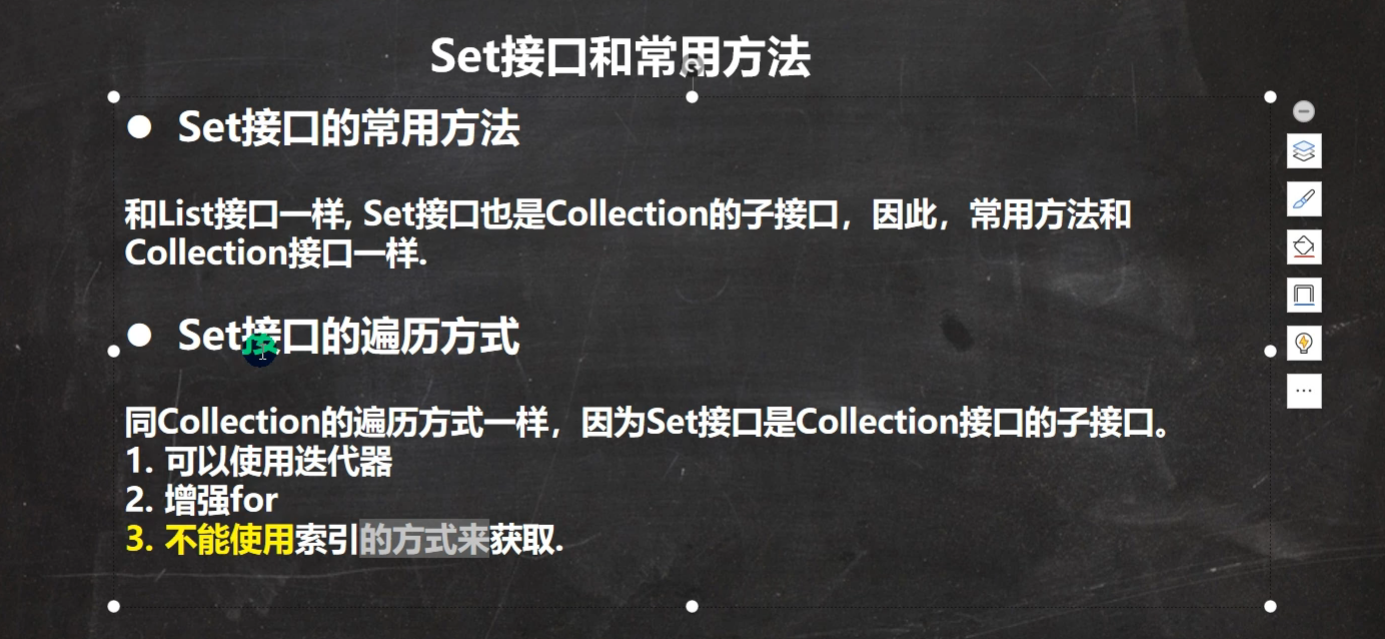 Set接口和常用方法
● Set接口的常用方法
和List接口一样, Set接口也是Collection的子接口，因此，常用方法和
Collection接口一样.
● Set接口的遍历方式
同Collection的遍历方式一样，因为Set接口是Collection接口的子接口。
1. 可以使用迭代器
2. 增强for
3. 不能使用索引的方式来获取.